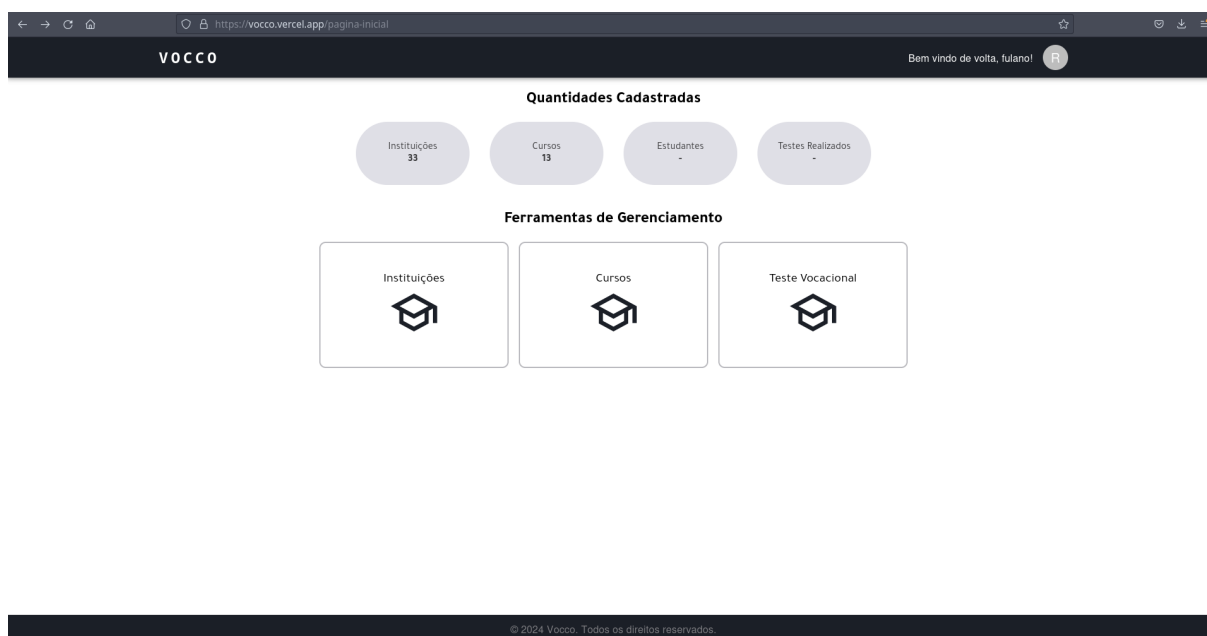 https://vocco.vercel.app/pagina-inicial
VOCCO
Bem vindo de volta, fulano!
R
Quantidades Cadastradas
Instituições
33
Cursos
13
Estudantes
-
Testes Realizados
-
Ferramentas de Gerenciamento
Instituições
Cursos
Teste Vocacional
© 2024 Vocco. Todos os direitos reservados.